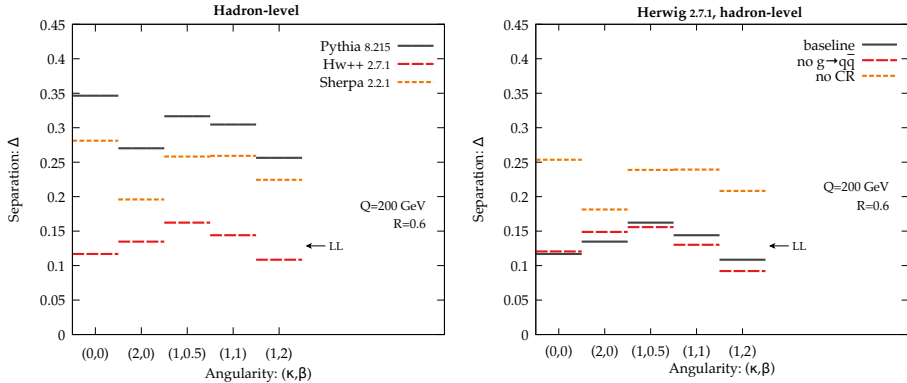 Hadron-level
0.45
0.4
0.35
0.3
0.25
0.2
0.15
0.1
0.05
0
Separation: Δ
Pythia 8.215
Hw++ 2.7.1
Sherpa 2.2.1
Q=200 GeV
R=0.6
LL
(0,0) (2,0) (1,0.5) (1,1) (1,2)
Angularity: (κ,β)
Herwig 2.7.1, hadron-level
0.45
0.4
0.35
0.3
0.25
0.2
0.15
0.1
0.05
0
Separation: Δ
baseline
no g→qq̅
no CR
Q=200 GeV
R=0.6
LL
(0,0) (2,0) (1,0.5) (1,1) (1,2)
Angularity: (κ,β)